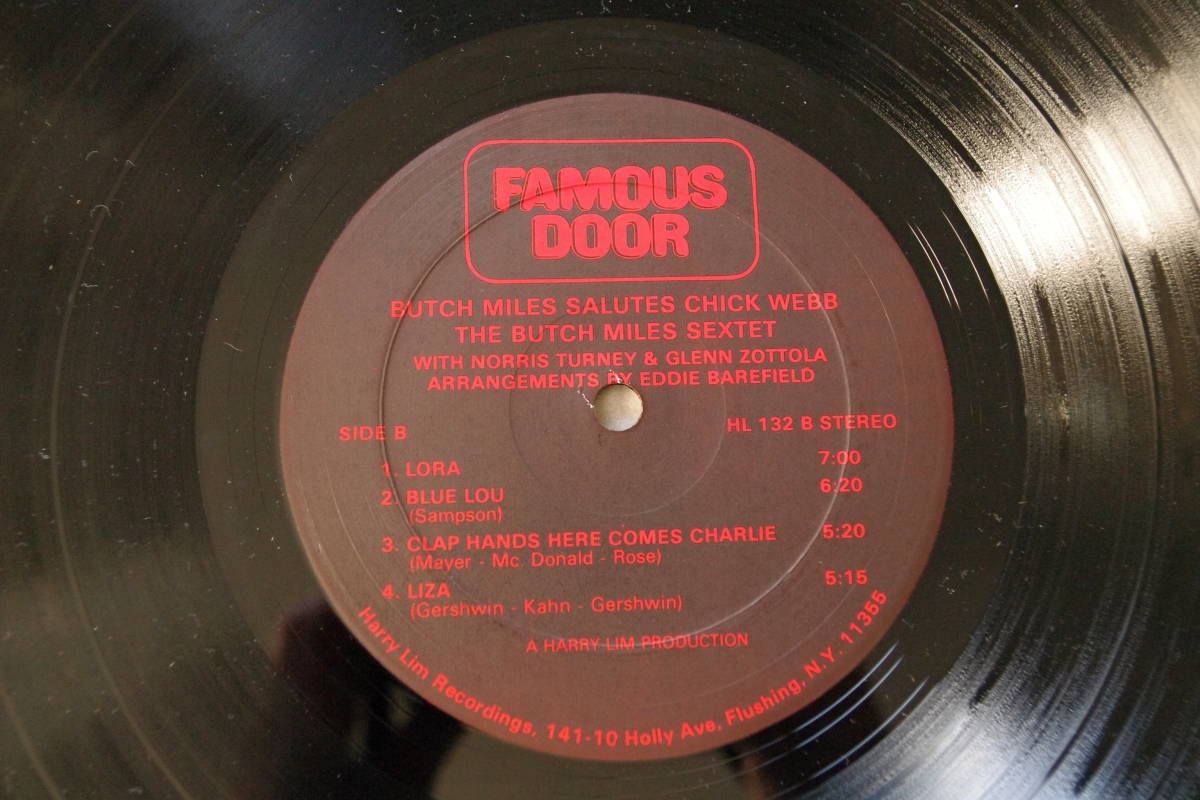 FAMOUS
DOOR
BUTCH MILES SALUTES CHICK WEBB
THE BUTCH MILES SEXTET
WITH NORRIS TURNEY & GLENN ZOTTOLA
ARRANGEMENTS BY EDDIE BAREFIELD
SIDE B HL 132 B STEREO
1. LORA 7:00
2. BLUE LOU 6:20
(Sampson)
3. CLAP HANDS HERE COMES CHARLIE 5:20
(Mayer - Mc. Donald - Rose)
4. LIZA 5:15
(Gershwin - Kahn - Gershwin)
A HARRY LIM PRODUCTION
Harry Lim Recordings, 141-10 Holly Ave, Flushing, N.Y. 11355